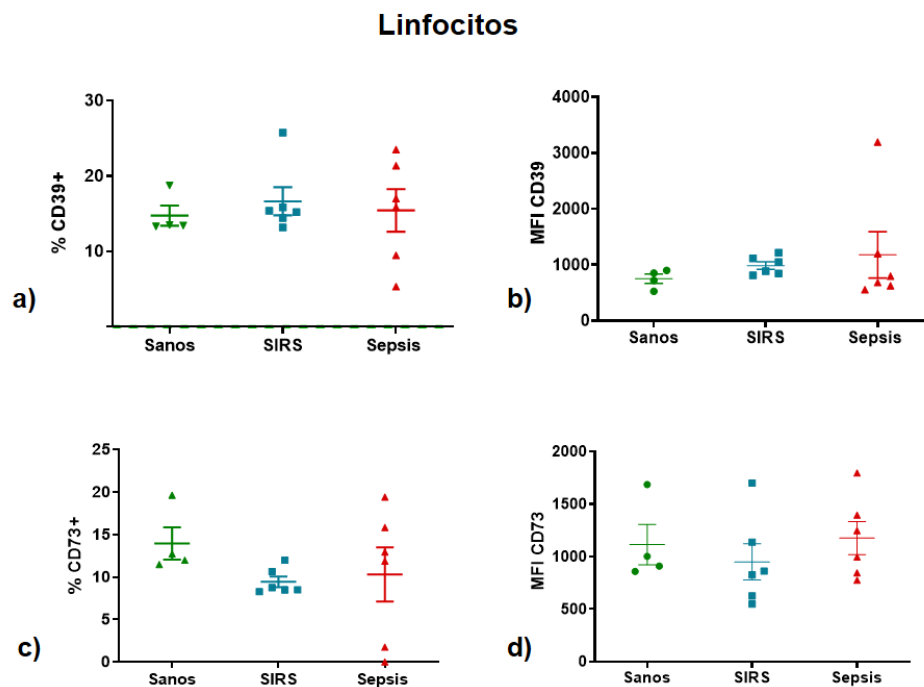 Linfocitos
a)
% CD39+
30
20
10
Sanos SIRS Sepsis
b)
MFI CD39
4000
3000
2000
1000
0
Sanos SIRS Sepsis
c)
% CD73+
25
20
15
10
5
0
Sanos SIRS Sepsis
d)
MFI CD73
2000
1500
1000
500
0
Sanos SIRS Sepsis